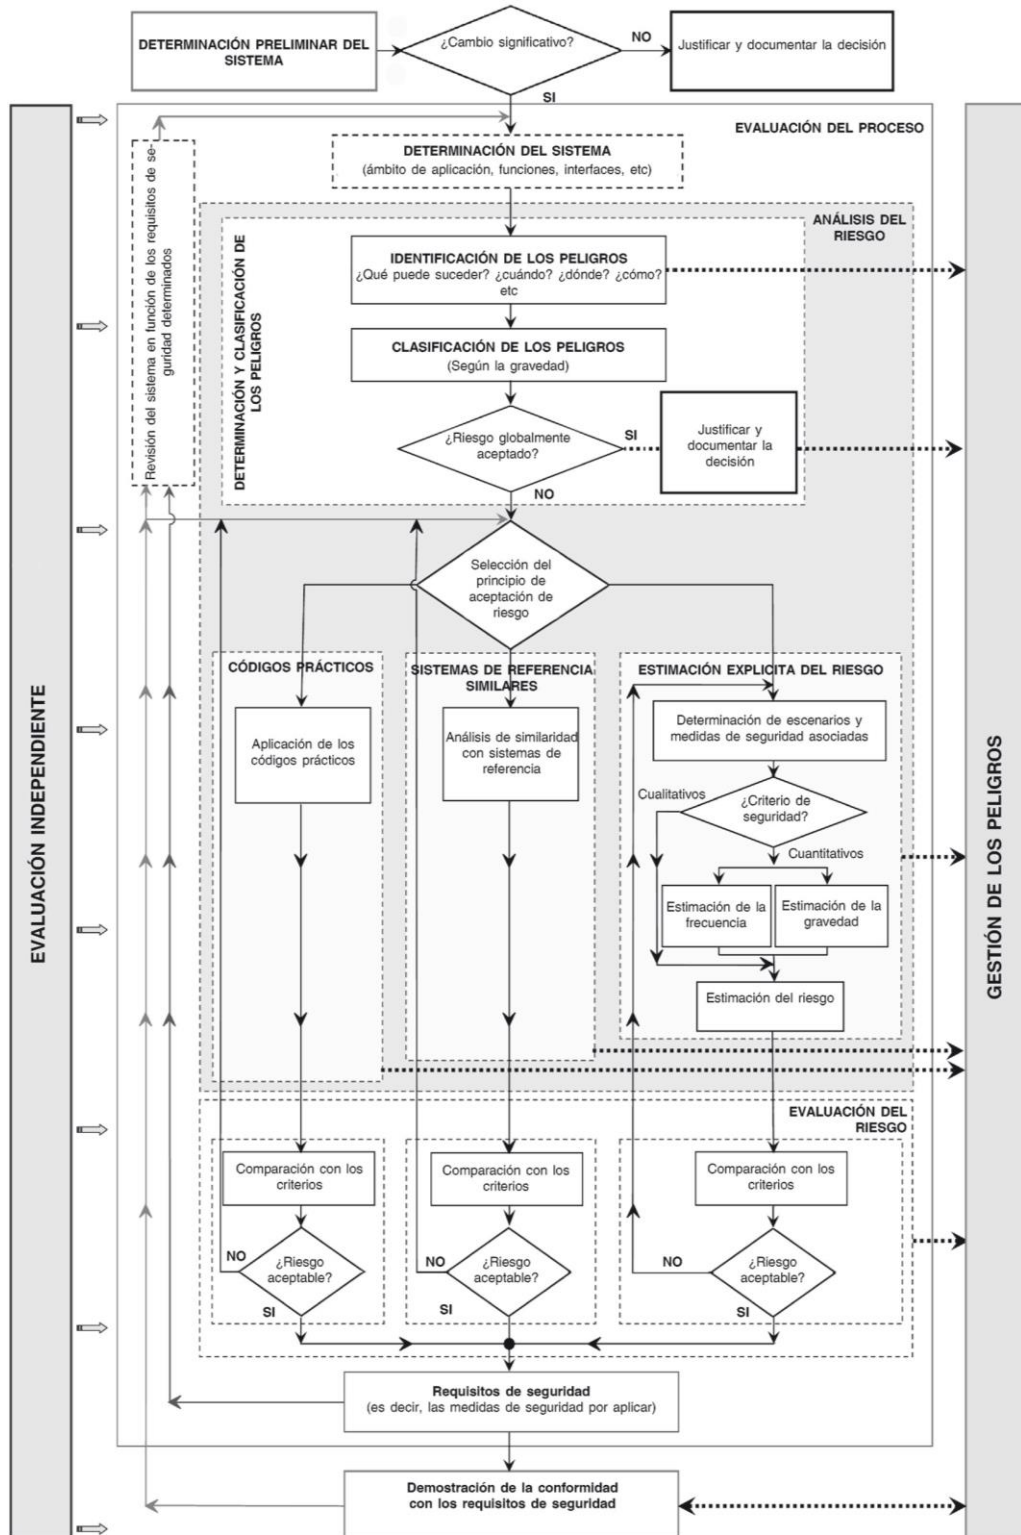 DETERMINACIÓN PRELIMINAR DEL
SISTEMA
¿Cambio significativo?
NO
Justificar y documentar la decisión
SI
EVALUACIÓN DEL PROCESO
EVALUACIÓN INDEPENDIENTE
GESTIÓN DE LOS PELIGROS
Revisión del sistema en función de los requisitos de se-
guridad determinados
DETERMINACIÓN DEL SISTEMA
(ámbito de aplicación, funciones, interfaces, etc)
ANÁLISIS DEL
RIESGO
DETERMINACIÓN Y CLASIFICACIÓN DE
LOS PELIGROS
IDENTIFICACIÓN DE LOS PELIGROS
¿Qué puede suceder? ¿cuándo? ¿dónde? ¿cómo?
etc
CLASIFICACIÓN DE LOS PELIGROS
(Según la gravedad)
¿Riesgo globalmente
aceptado?
SI
Justificar y
documentar la
decisión
NO
Selección del
principio de
aceptación de
riesgo
CÓDIGOS PRÁCTICOS
Aplicación de los
códigos prácticos
SISTEMAS DE REFERENCIA
SIMILARES
Análisis de similaridad
con sistemas de
referencia
ESTIMACIÓN EXPLICITA DEL RIESGO
Determinación de escenarios y
medidas de seguridad asociadas
Cualitativos
¿Criterio de
seguridad?
Cuantitativos
Estimación de la
frecuencia
Estimación de la
gravedad
Estimación del riesgo
EVALUACIÓN DEL
RIESGO
Comparación con los
criterios
NO
¿Riesgo
aceptable?
SI
Comparación con los
criterios
NO
¿Riesgo
aceptable?
SI
Comparación con los
criterios
NO
¿Riesgo
aceptable?
SI
Requisitos de seguridad
(es decir, las medidas de seguridad por aplicar)
Demostración de la conformidad
con los requisitos de seguridad